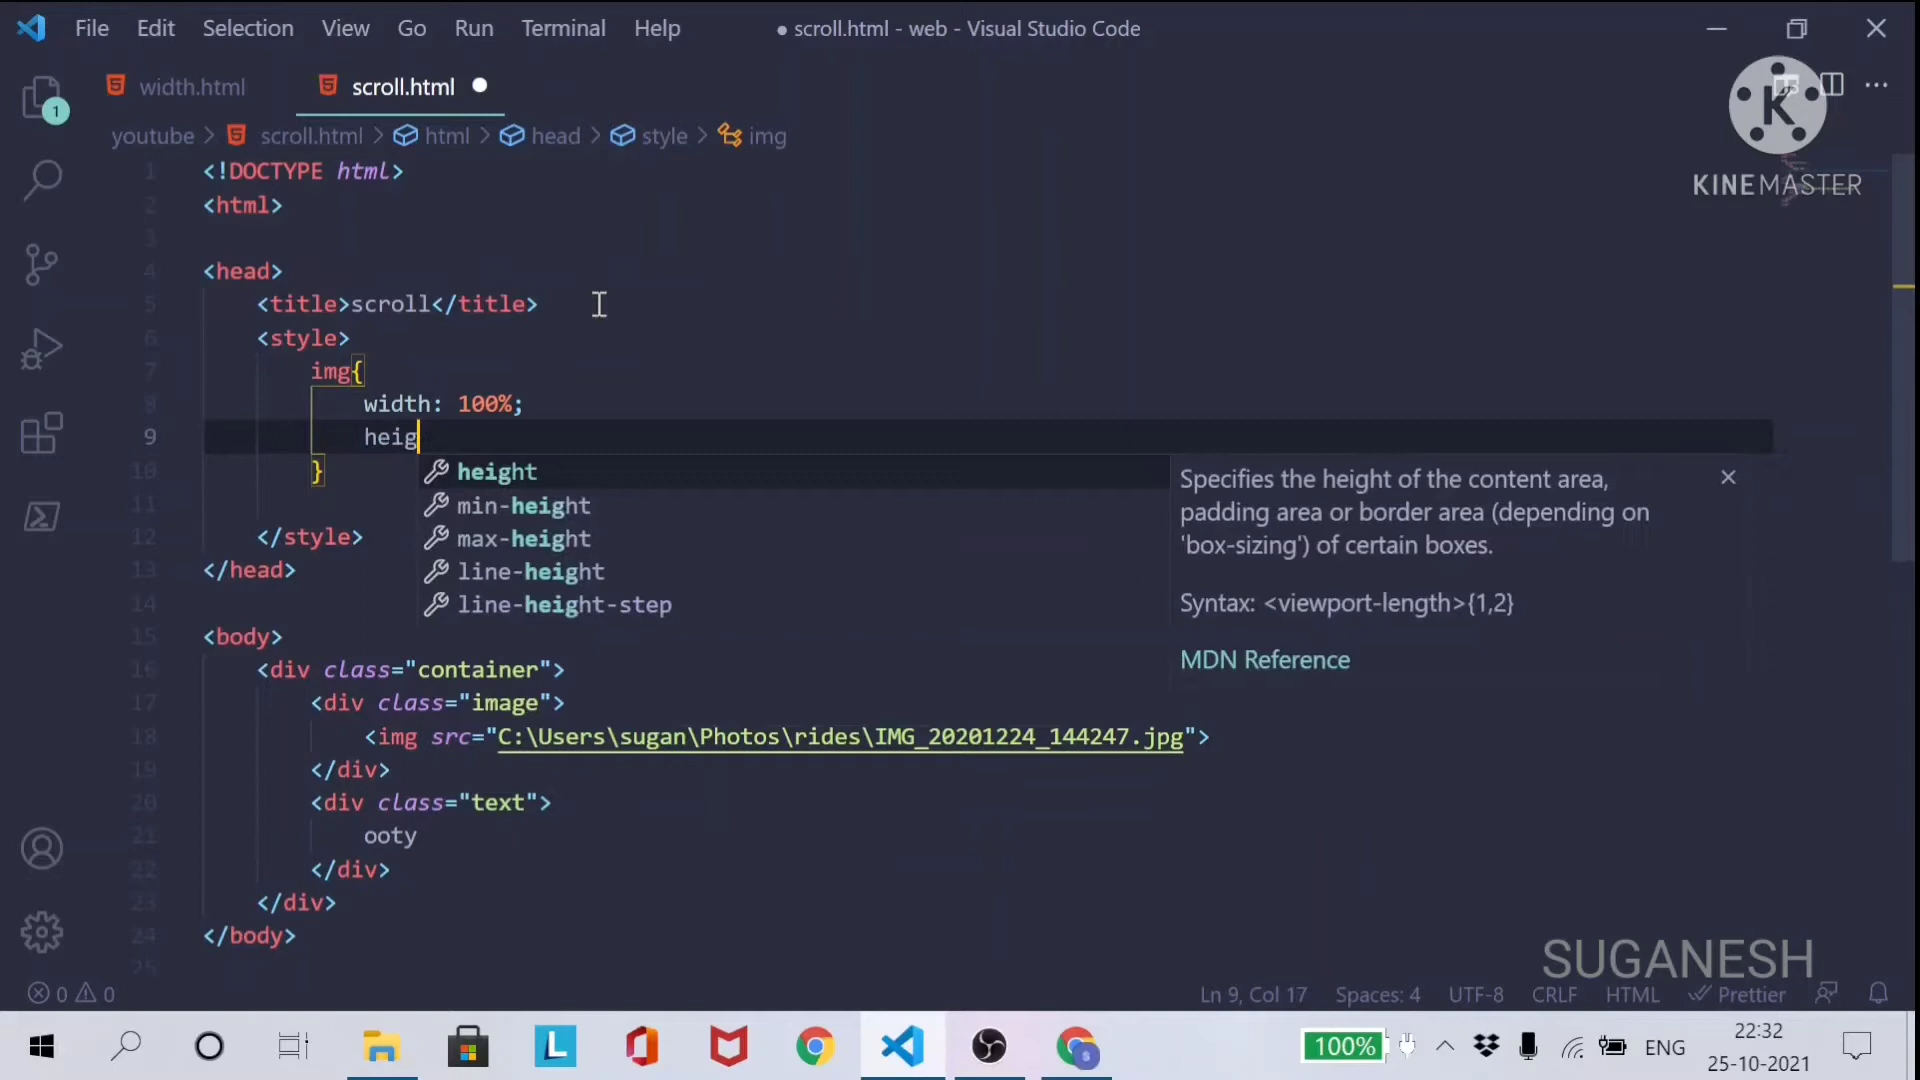 File Edit Selection View Go Run Terminal Help ● scroll.html - web - Visual Studio Code
width.html scroll.html
youtube > scroll.html > html > head > style > img
K
KINEMASTER
1
1 <!DOCTYPE html>
2 <html>
3
4 <head>
5 <title>scroll</title>
6 <style>
7 img{
8 width: 100%;
9 heig
10 }
11
12 </style>
13 </head>
14
15 <body>
16 <div class="container">
17 <div class="image">
18 <img src="C:\Users\sugan\Photos\rides\IMG_20201224_144247.jpg">
19 </div>
20 <div class="text">
21 ooty
22 </div>
23 </div>
24 </body>
25
height
min-height
max-height
line-height
line-height-step
Specifies the height of the content area,
padding area or border area (depending on
'box-sizing') of certain boxes.
Syntax: <viewport-length>{1,2}
MDN Reference
SUGANESH
0 0 Ln 9, Col 17 Spaces: 4 UTF-8 CRLF HTML Prettier
L s 100% ENG
22:32
25-10-2021